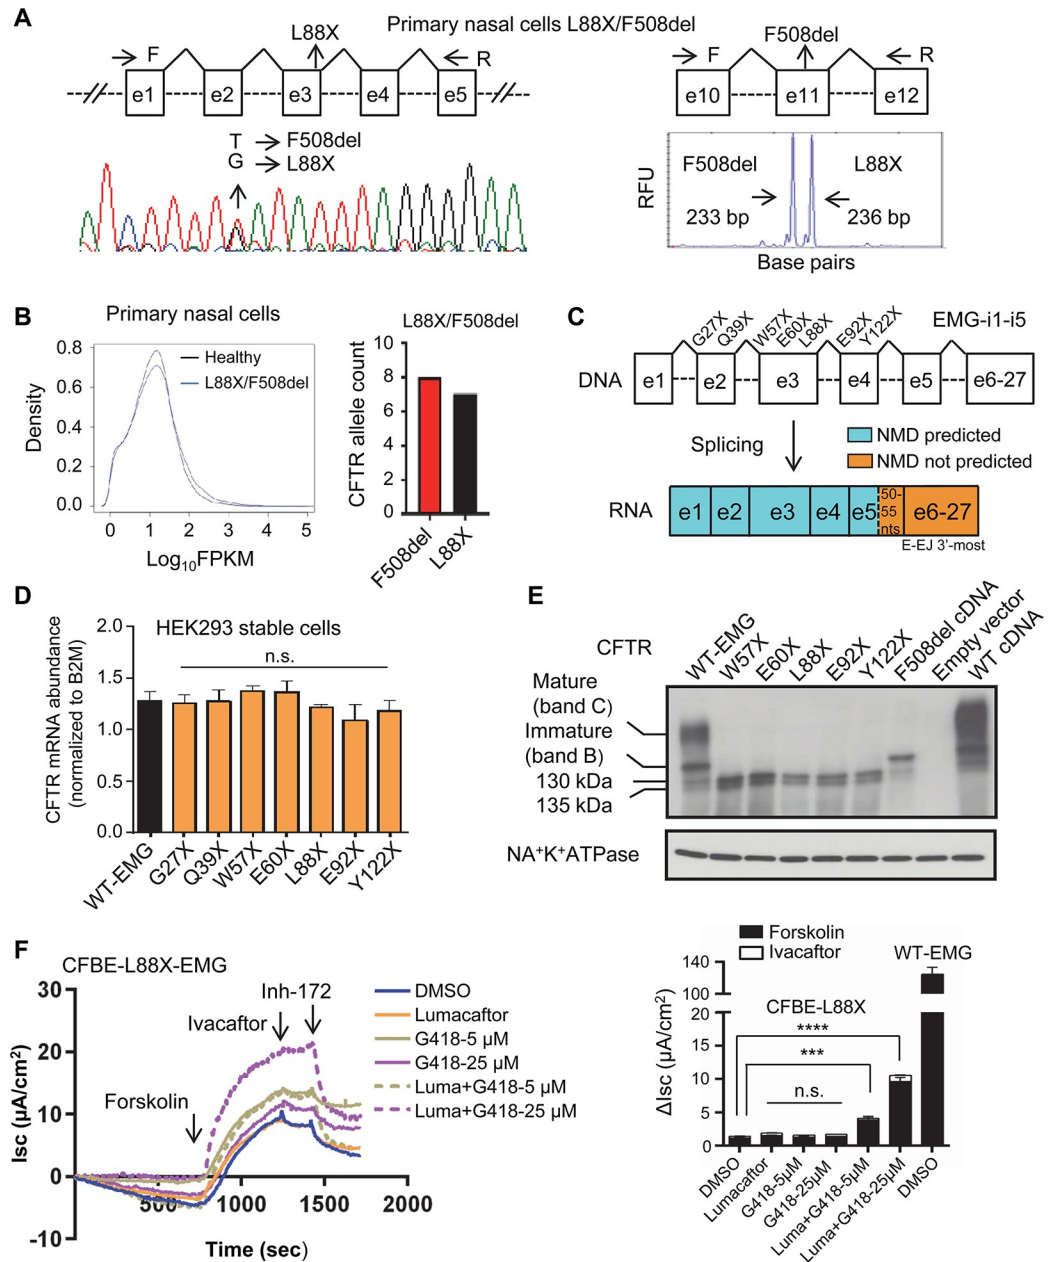 A
Primary nasal cells L88X/F508del
L88X
F
R
e1
e2
e3
e4
e5
T → F508del
G → L88X
F508del
F
R
e10
e11
e12
RFU
F508del
L88X
233 bp
236 bp
Base pairs
B
Primary nasal cells
Density
0.8
0.6
0.4
0.2
0.0
Healthy
L88X/F508del
0 1 2 3 4 5
Log10FPKM
L88X/F508del
CFTR allele count
10
8
6
4
2
0
F508del
L88X
C
G27X
Q39X
W57X
E60X
L88X
E92X
Y122X
EMG-i1-i5
DNA
e1
e2
e3
e4
e5
e6-27
Splicing
NMD predicted
NMD not predicted
RNA
e1
e2
e3
e4
e5
50-
55
nts
e6-27
E-EJ 3'-most
D
HEK293 stable cells
CFTR mRNA abundance
(normalized to B2M)
2.0
1.5
1.0
0.5
0.0
n.s.
WT-EMG
G27X
Q39X
W57X
E60X
L88X
E92X
Y122X
E
CFTR
WT-EMG
W57X
E60X
L88X
E92X
Y122X
F508del cDNA
Empty vector
WT cDNA
Mature
(band C)
Immature
(band B)
130 kDa
135 kDa
NA+K+ATPase
F
CFBE-L88X-EMG
Isc (µA/cm²)
30
20
10
0
-10
Forskolin
Ivacaftor
Inh-172
500 1000 1500 2000
Time (sec)
DMSO
Lumacaftor
G418-5 µM
G418-25 µM
Luma+G418-5 µM
Luma+G418-25 µM
Forskolin
Ivacaftor
WT-EMG
CFBE-L88X
ΔIsc (µA/cm²)
140
100
20
15
10
5
0
****
***
n.s.
DMSO
Lumacaftor
G418-5µM
G418-25µM
Luma+G418-5µM
Luma+G418-25µM
DMSO